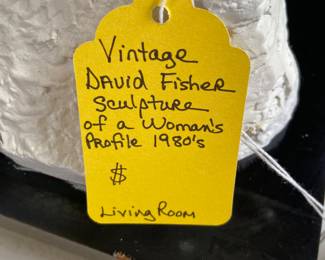 Vintage
DAVID Fisher
Sculpture
of a Woman's
Profile 1980's
$
Living Room